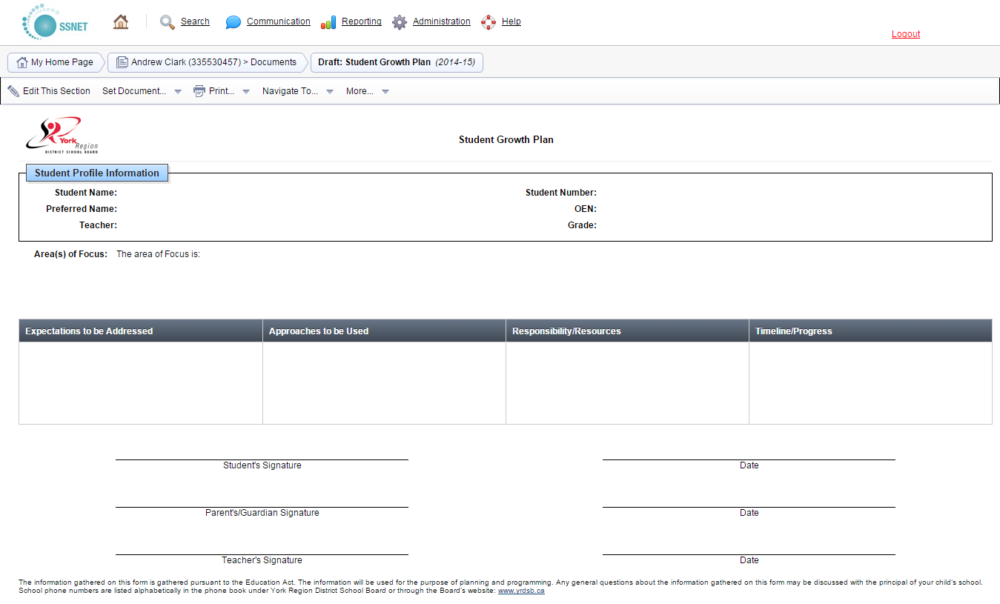 SSNET
Search Communication Reporting Administration Help
Logout
My Home Page Andrew Clark (335530457) > Documents Draft: Student Growth Plan (2014-15)
Edit This Section Set Document... Print... Navigate To... More...
York
Region
DISTRICT SCHOOL BOARD
Student Growth Plan
Student Profile Information
Student Name: Student Number:
Preferred Name: OEN:
Teacher: Grade:
Area(s) of Focus: The area of Focus is:
Expectations to be Addressed Approaches to be Used Responsibility/Resources Timeline/Progress
Student's Signature Date
Parent's/Guardian Signature Date
Teacher's Signature Date
The information gathered on this form is gathered pursuant to the Education Act. The information will be used for the purpose of planning and programming. Any general questions about the information gathered on this form may be discussed with the principal of your child's school.
School phone numbers are listed alphabetically in the phone book under York Region District School Board or through the Board's website: www.yrdsb.ca